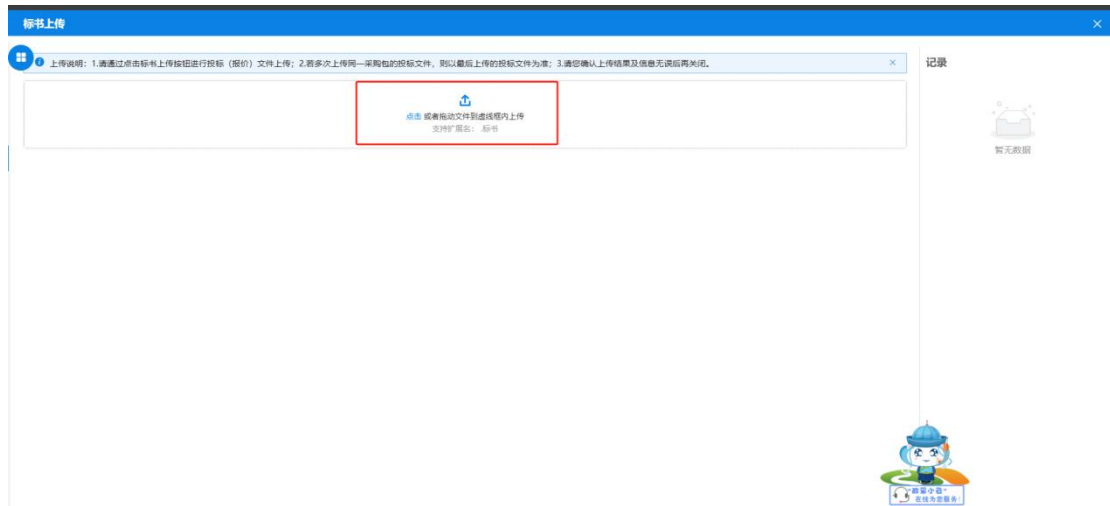 标书上传
上传说明：1.请通过点击标书上传按钮进行投标（报价）文件上传；2.若多次上传同一采购包的投标文件，则以最后上传的投标文件为准；3.请您确认上传结果及信息无误后再关闭。
记录
点击 或者拖动文件到虚线框内上传
支持扩展名：.标书
暂无数据
在线为您服务！